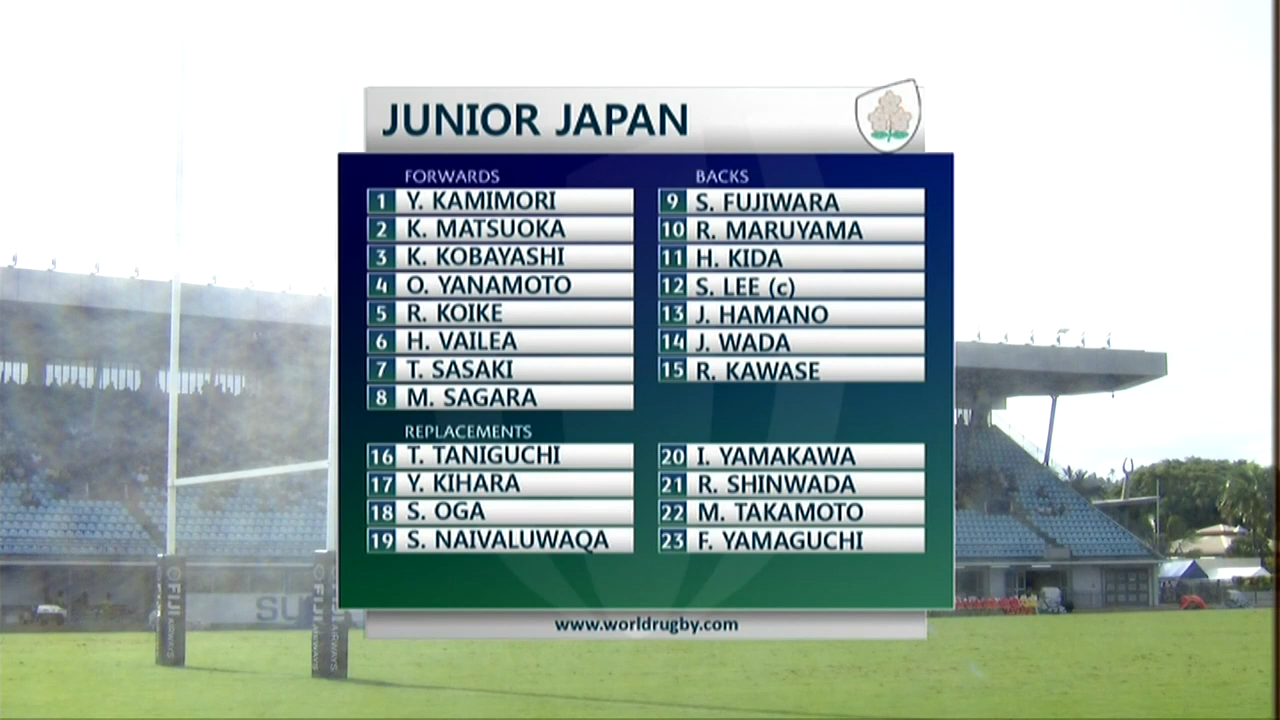 JUNIOR JAPAN
FORWARDS
1 Y. KAMIMORI
2 K. MATSUOKA
3 K. KOBAYASHI
4 O. YANAMOTO
5 R. KOIKE
6 H. VAILEA
7 T. SASAKI
8 M. SAGARA
BACKS
9 S. FUJIWARA
10 R. MARUYAMA
11 H. KIDA
12 S. LEE (c)
13 J. HAMANO
14 J. WADA
15 R. KAWASE
REPLACEMENTS
16 T. TANIGUCHI
17 Y. KIHARA
18 S. OGA
19 S. NAIVALUWAQA
20 I. YAMAKAWA
21 R. SHINWADA
22 M. TAKAMOTO
23 F. YAMAGUCHI
www.worldrugby.com
FIJI AIRWAYS
FIJI AIRWAYS